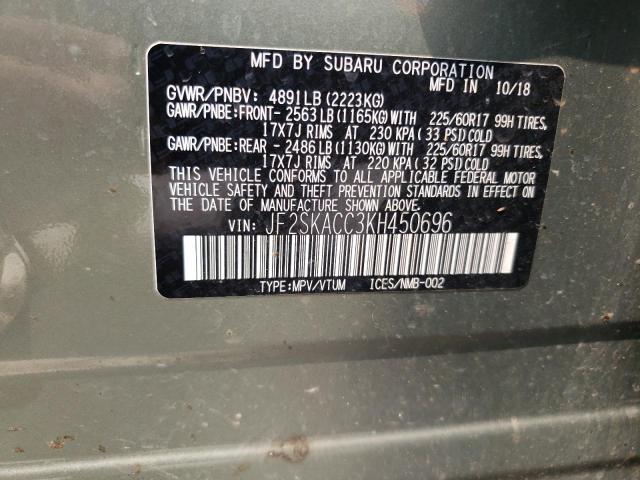 MFD BY SUBARU CORPORATION
MFD IN 10/18
GVWR/PNBV: 4891LB(2223KG)
GAWR/PNBE:FRONT- 2563LB(1165KG)WITH 225/60R17 99H TIRES,
17X7J RIMS AT 230 KPA(33 PSI)COLD
GAWR/PNBE:REAR- 2486LB(1130KG)WITH 225/60R17 99H TIRES,
17X7J RIMS AT 220 KPA(32 PSI)COLD
THIS VEHICLE CONFORMS TO ALL APPLICABLE FEDERAL MOTOR
VEHICLE SAFETY AND THEFT PREVENTION STANDARDS IN EFFECT ON
THE DATE OF MANUFACTURE SHOWN ABOVE.
VIN: JF2SKACC3KH450696
TYPE:MPV/VTUM ICES/NMB-002